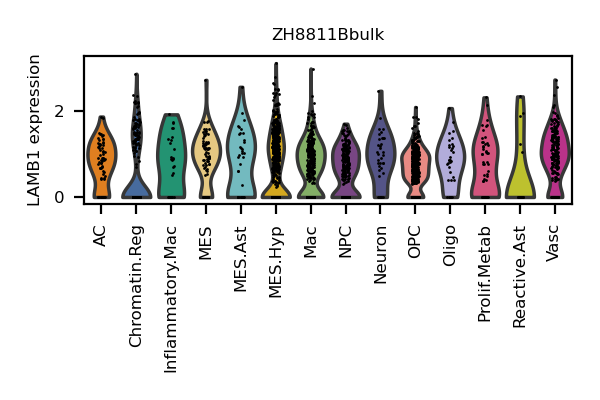 ZH8811Bbulk
LAMB1 expression
2
0
AC
Chromatin.Reg
Inflammatory.Mac
MES
MES.Ast
MES.Hyp
Mac
NPC
Neuron
OPC
Oligo
Prolif.Metab
Reactive.Ast
Vasc